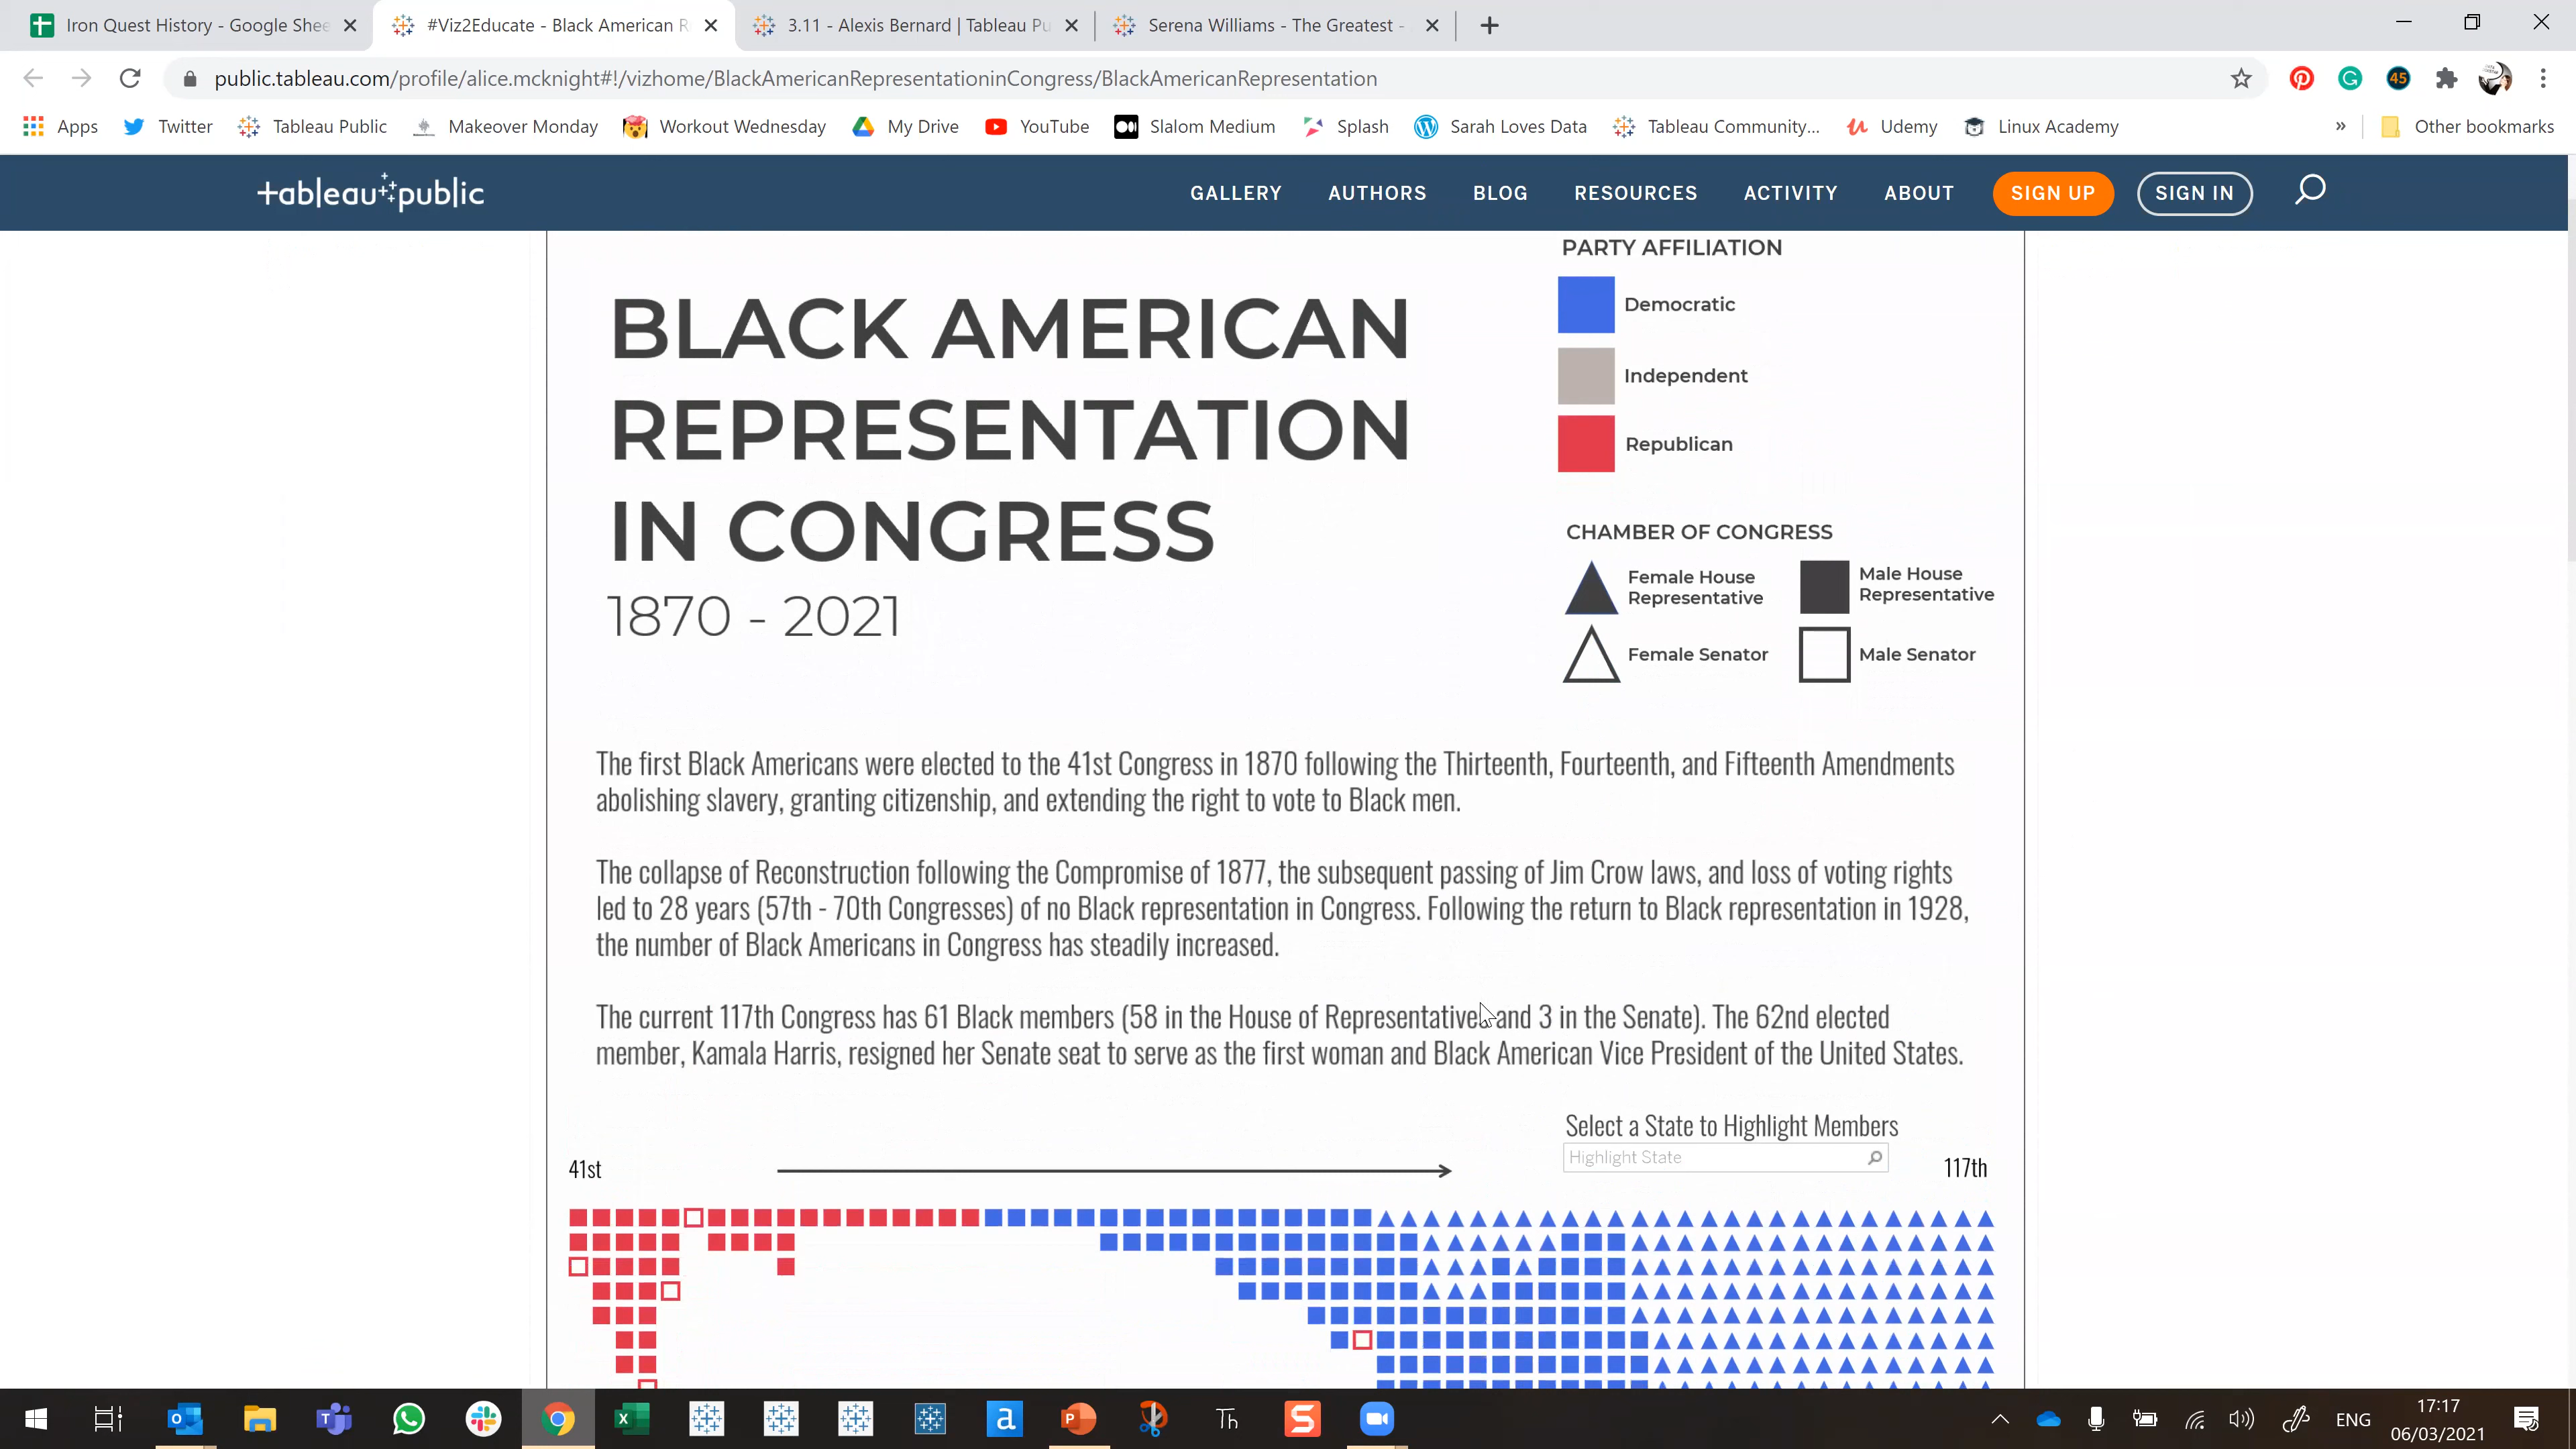 Iron Quest History - Google Shee
#Viz2Educate - Black American R
3.11 - Alexis Bernard | Tableau Pu
Serena Williams - The Greatest -
public.tableau.com/profile/alice.mcknight#!/vizhome/BlackAmericanRepresentationinCongress/BlackAmericanRepresentation
45
Apps
Twitter
Tableau Public
Makeover Monday
Workout Wednesday
My Drive
YouTube
Slalom Medium
Splash
Sarah Loves Data
Tableau Community...
Udemy
Linux Academy
»
Other bookmarks
+ableau public
GALLERY
AUTHORS
BLOG
RESOURCES
ACTIVITY
ABOUT
SIGN UP
SIGN IN
BLACK AMERICAN
REPRESENTATION
IN CONGRESS
1870 - 2021
PARTY AFFILIATION
Democratic
Independent
Republican
CHAMBER OF CONGRESS
Female House
Representative
Male House
Representative
Female Senator
Male Senator
The first Black Americans were elected to the 41st Congress in 1870 following the Thirteenth, Fourteenth, and Fifteenth Amendments
abolishing slavery, granting citizenship, and extending the right to vote to Black men.
The collapse of Reconstruction following the Compromise of 1877, the subsequent passing of Jim Crow laws, and loss of voting rights
led to 28 years (57th - 70th Congresses) of no Black representation in Congress. Following the return to Black representation in 1928,
the number of Black Americans in Congress has steadily increased.
The current 117th Congress has 61 Black members (58 in the House of Representatives and 3 in the Senate). The 62nd elected
member, Kamala Harris, resigned her Senate seat to serve as the first woman and Black American Vice President of the United States.
Select a State to Highlight Members
Highlight State
41st
117th
Th
ENG
17:17
06/03/2021